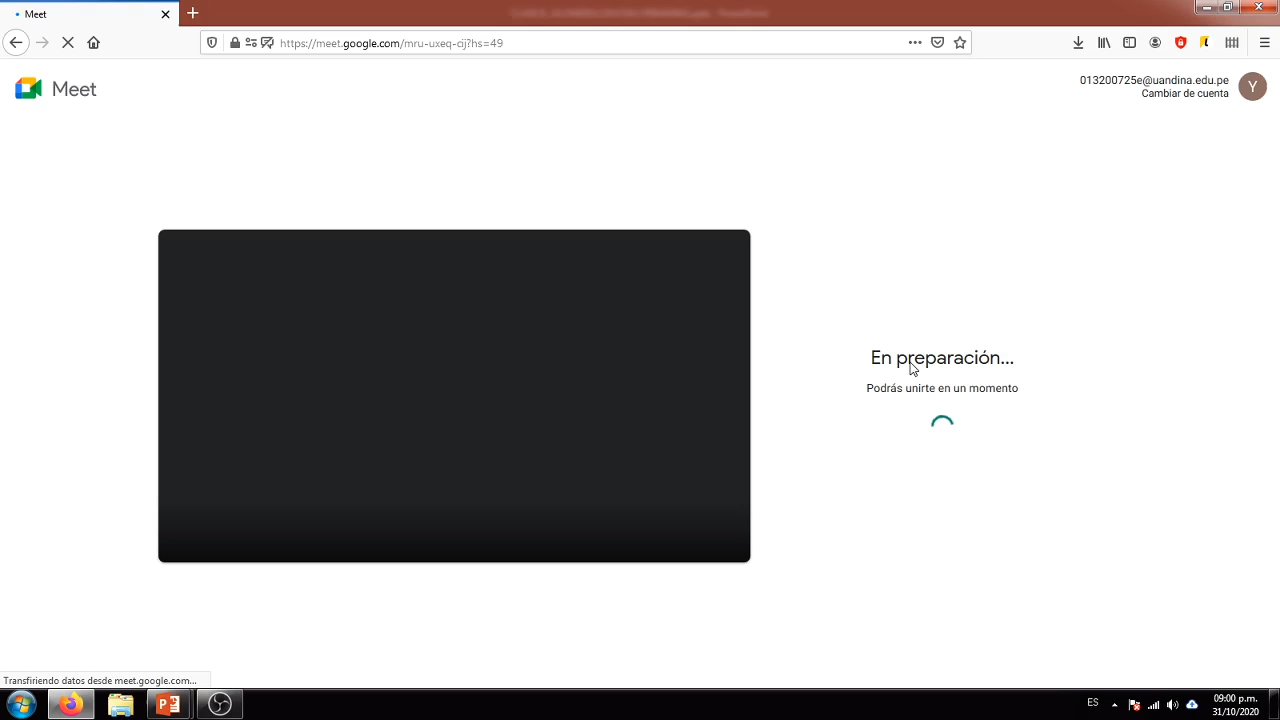 Meet
https://meet.google.com/mru-uxeq-cij?hs=49
Meet
013200725e@uandina.edu.pe
Cambiar de cuenta
Y
En preparación...
Podrás unirte en un momento
Transfiriendo datos desde meet.google.com...
ES
09:00 p.m.
31/10/2020